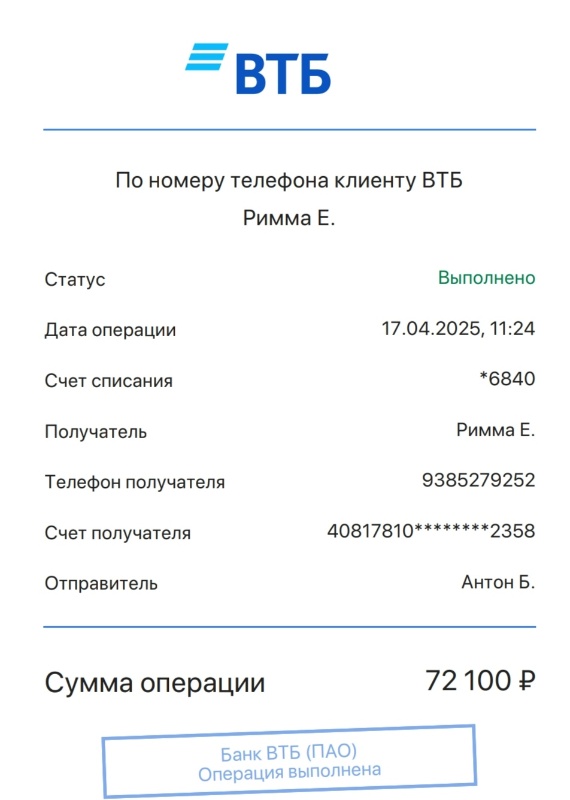 ВТБ
По номеру телефона клиенту ВТБ
Римма Е.
Статус Выполнено
Дата операции 17.04.2025, 11:24
Счет списания *6840
Получатель Римма Е.
Телефон получателя 9385279252
Счет получателя 40817810********2358
Отправитель Антон Б.
Сумма операции 72 100 ₽
Банк ВТБ (ПАО)
Операция выполнена